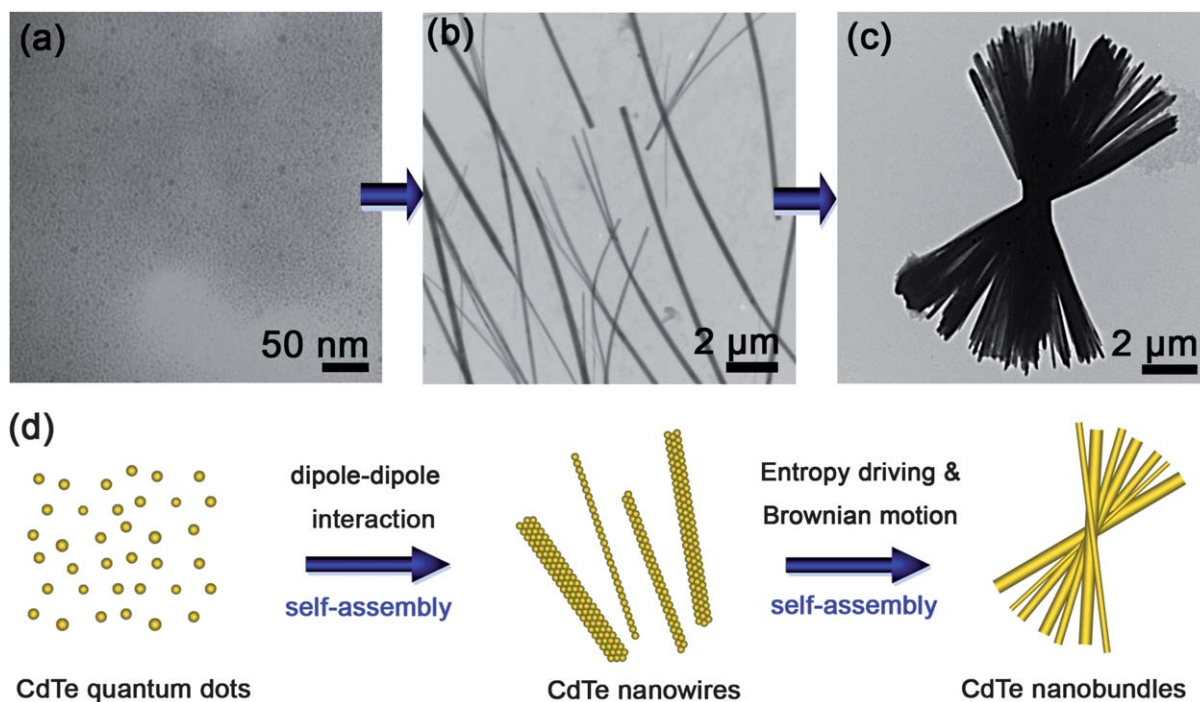 (a)
(b)
(c)
50 nm
2 µm
2 µm
(d)
dipole-dipole
interaction
self-assembly
Entropy driving &
Brownian motion
self-assembly
CdTe quantum dots
CdTe nanowires
CdTe nanobundles